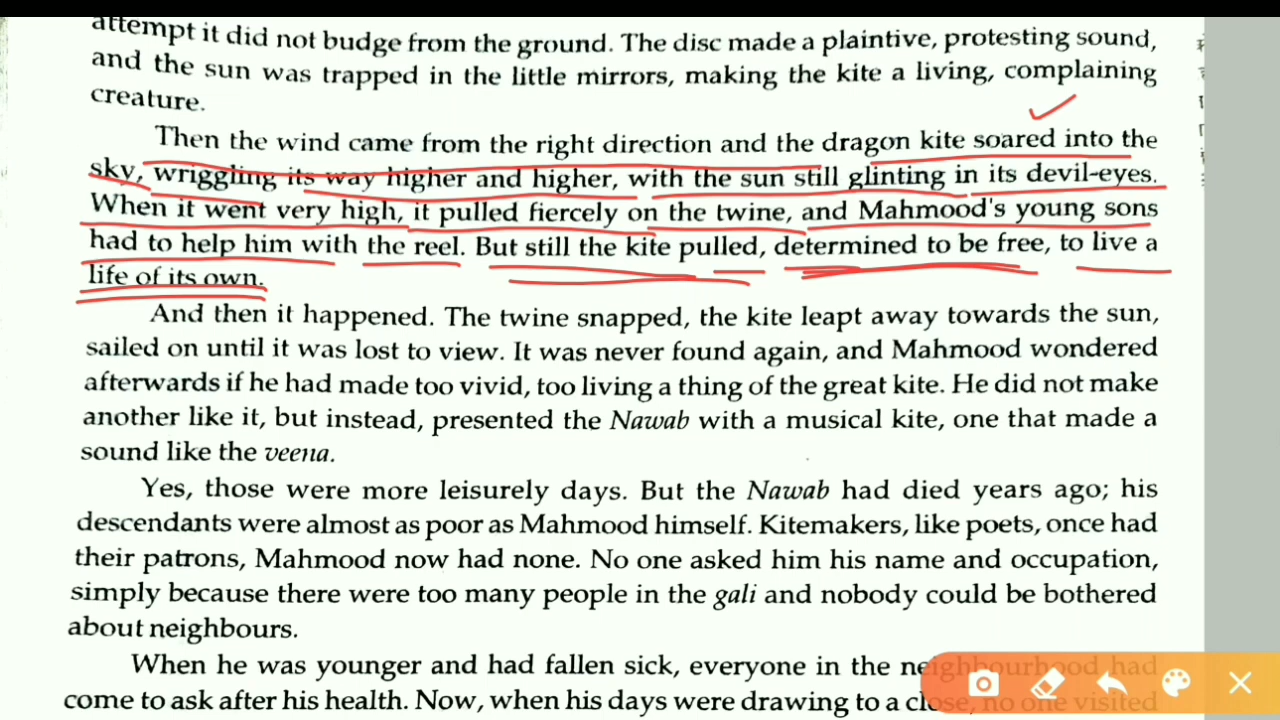 attempt it did not budge from the ground. The disc made a plaintive, protesting sound,
and the sun was trapped in the little mirrors, making the kite a living, complaining
creature.
Then the wind came from the right direction and the dragon kite soared into the
sky, wriggling its way higher and higher, with the sun still glinting in its devil-eyes.
When it went very high, it pulled fiercely on the twine, and Mahmood's young sons
had to help him with the reel. But still the kite pulled, determined to be free, to live a
life of its own.
And then it happened. The twine snapped, the kite leapt away towards the sun,
sailed on until it was lost to view. It was never found again, and Mahmood wondered
afterwards if he had made too vivid, too living a thing of the great kite. He did not make
another like it, but instead, presented the Nawab with a musical kite, one that made a
sound like the veena.
Yes, those were more leisurely days. But the Nawab had died years ago; his
descendants were almost as poor as Mahmood himself. Kitemakers, like poets, once had
their patrons, Mahmood now had none. No one asked him his name and occupation,
simply because there were too many people in the gali and nobody could be bothered
about neighbours.
When he was younger and had fallen sick, everyone in the neighbourhood had
come to ask after his health. Now, when his days were drawing to a close, no one visited